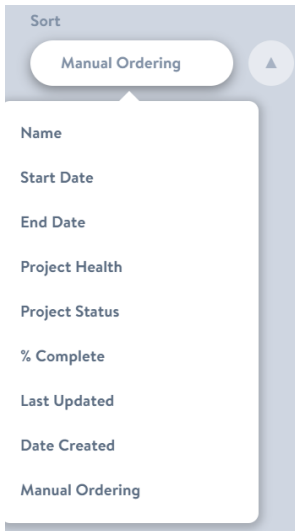 Sort
Manual Ordering
Name
Start Date
End Date
Project Health
Project Status
% Complete
Last Updated
Date Created
Manual Ordering